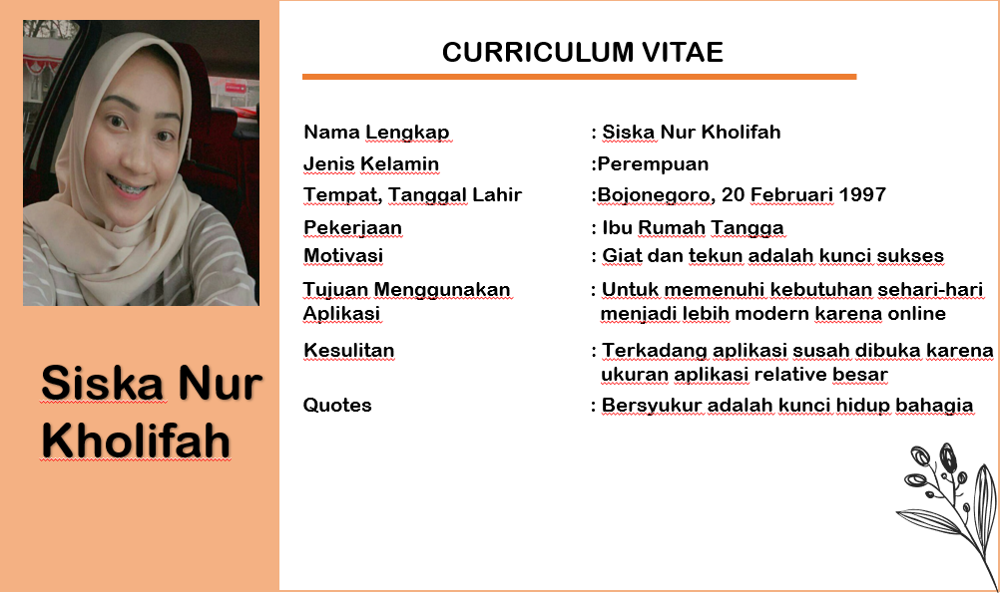 CURRICULUM VITAE
Nama Lengkap : Siska Nur Kholifah
Jenis Kelamin :Perempuan
Tempat, Tanggal Lahir :Bojonegoro, 20 Februari 1997
Pekerjaan : Ibu Rumah Tangga
Motivasi : Giat dan tekun adalah kunci sukses
Tujuan Menggunakan : Untuk memenuhi kebutuhan sehari-hari
Aplikasi menjadi lebih modern karena online
Kesulitan : Terkadang aplikasi susah dibuka karena
ukuran aplikasi relative besar
Quotes : Bersyukur adalah kunci hidup bahagia
Siska Nur
Kholifah